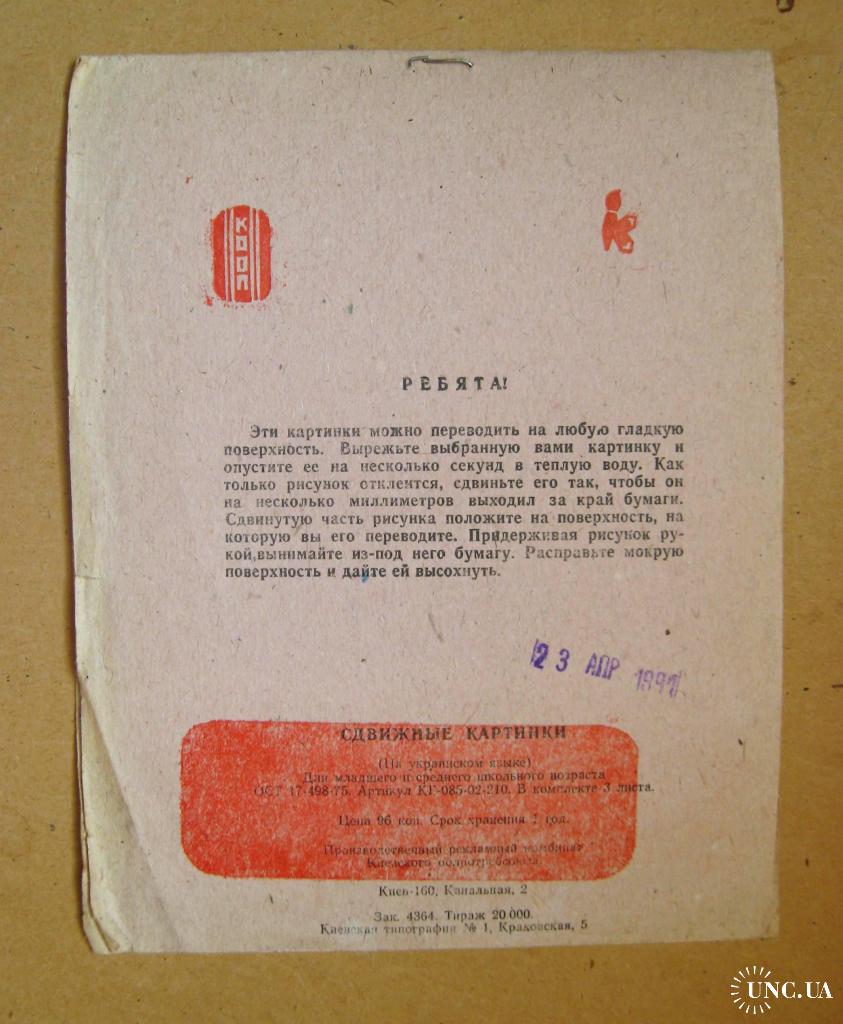 КООП
РЕБЯТА!
Эти картинки можно переводить на любую гладкую
поверхность. Вырежьте выбранную вами картинку и
опустите ее на несколько секунд в теплую воду. Как
только рисунок отклеится, сдвиньте его так, чтобы он
на несколько миллиметров выходил за край бумаги.
Сдвинутую часть рисунка положите на поверхность, на
которую вы его переводите. Придерживая рисунок ру-
кой,вынимайте из-под него бумагу. Расправьте мокрую
поверхность и дайте ей высохнуть.
23 АПР 1991
СДВИЖНЫЕ КАРТИНКИ
(На украинском языке)
Для младшего и среднего школьного возраста
ОСТ 17-498-75. Артикул КГ-085-02-210. В комплекте 3 листа.
Цена 96 коп. Срок хранения год.
Производственный рекламный комбинат
Киевского облпотребсоюза
Киев-160, Канальная, 2
Зак. 4364. Тираж 20 000.
Киевская типография № 1, Краковская, 5
UNC.UA